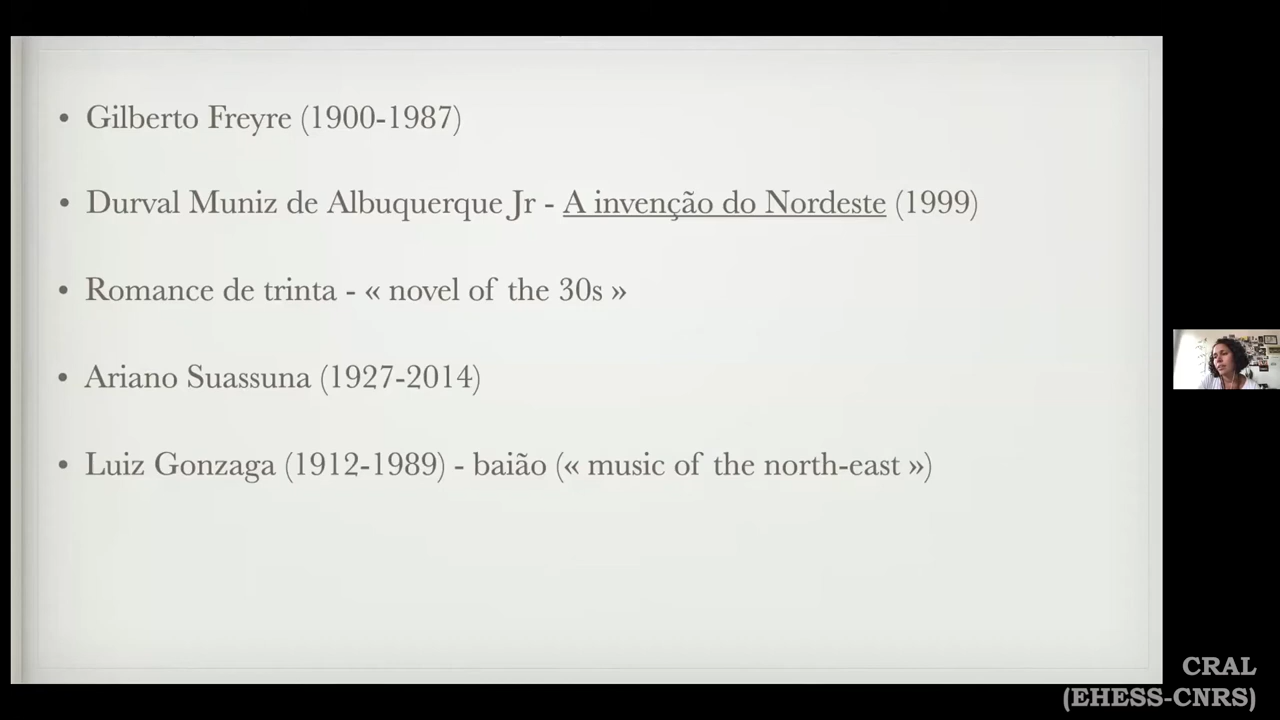 • Gilberto Freyre (1900-1987)
• Durval Muniz de Albuquerque Jr - A invenção do Nordeste (1999)
• Romance de trinta - « novel of the 30s »
• Ariano Suassuna (1927-2014)
• Luiz Gonzaga (1912-1989) - baião (« music of the north-east »)
CRAL
(EHESS-CNRS)